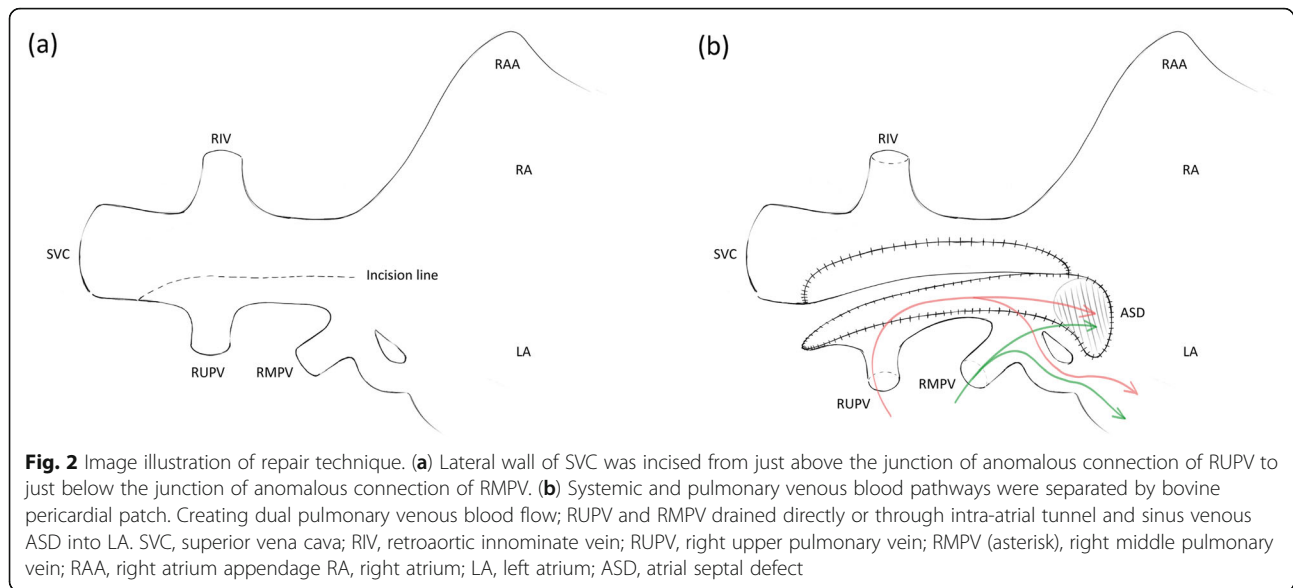 (a)
RAA
RIV
RA
SVC
Incision line
LA
RUPV
RMPV
(b)
RAA
RIV
RA
SVC
ASD
LA
RUPV
RMPV
Fig. 2 Image illustration of repair technique. (a) Lateral wall of SVC was incised from just above the junction of anomalous connection of RUPV to
just below the junction of anomalous connection of RMPV. (b) Systemic and pulmonary venous blood pathways were separated by bovine
pericardial patch. Creating dual pulmonary venous blood flow; RUPV and RMPV drained directly or through intra-atrial tunnel and sinus venous
ASD into LA. SVC, superior vena cava; RIV, retroaortic innominate vein; RUPV, right upper pulmonary vein; RMPV (asterisk), right middle pulmonary
vein; RAA, right atrium appendage RA, right atrium; LA, left atrium; ASD, atrial septal defect